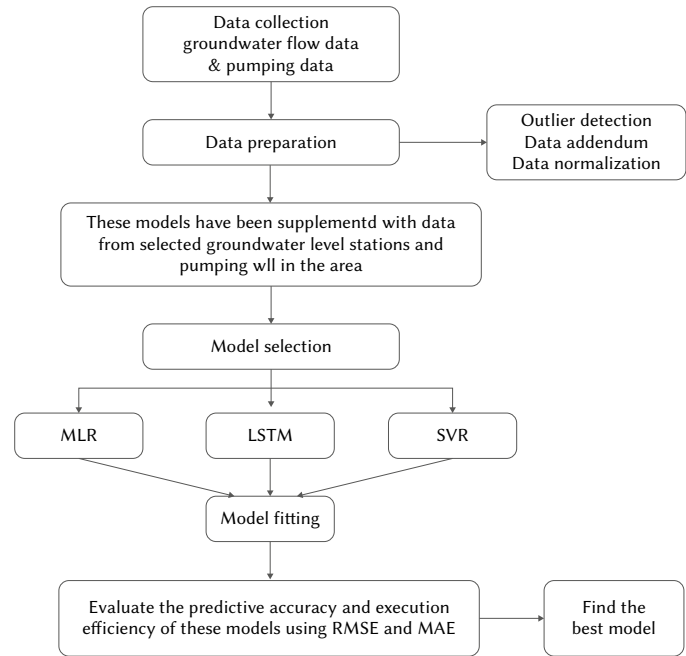 Data collection
groundwater flow data
& pumping data
Data preparation
Outlier detection
Data addendum
Data normalization
These models have been supplementd with data
from selected groundwater level stations and
pumping wll in the area
Model selection
MLR
LSTM
SVR
Model fitting
Evaluate the predictive accuracy and execution
efficiency of these models using RMSE and MAE
Find the
best model